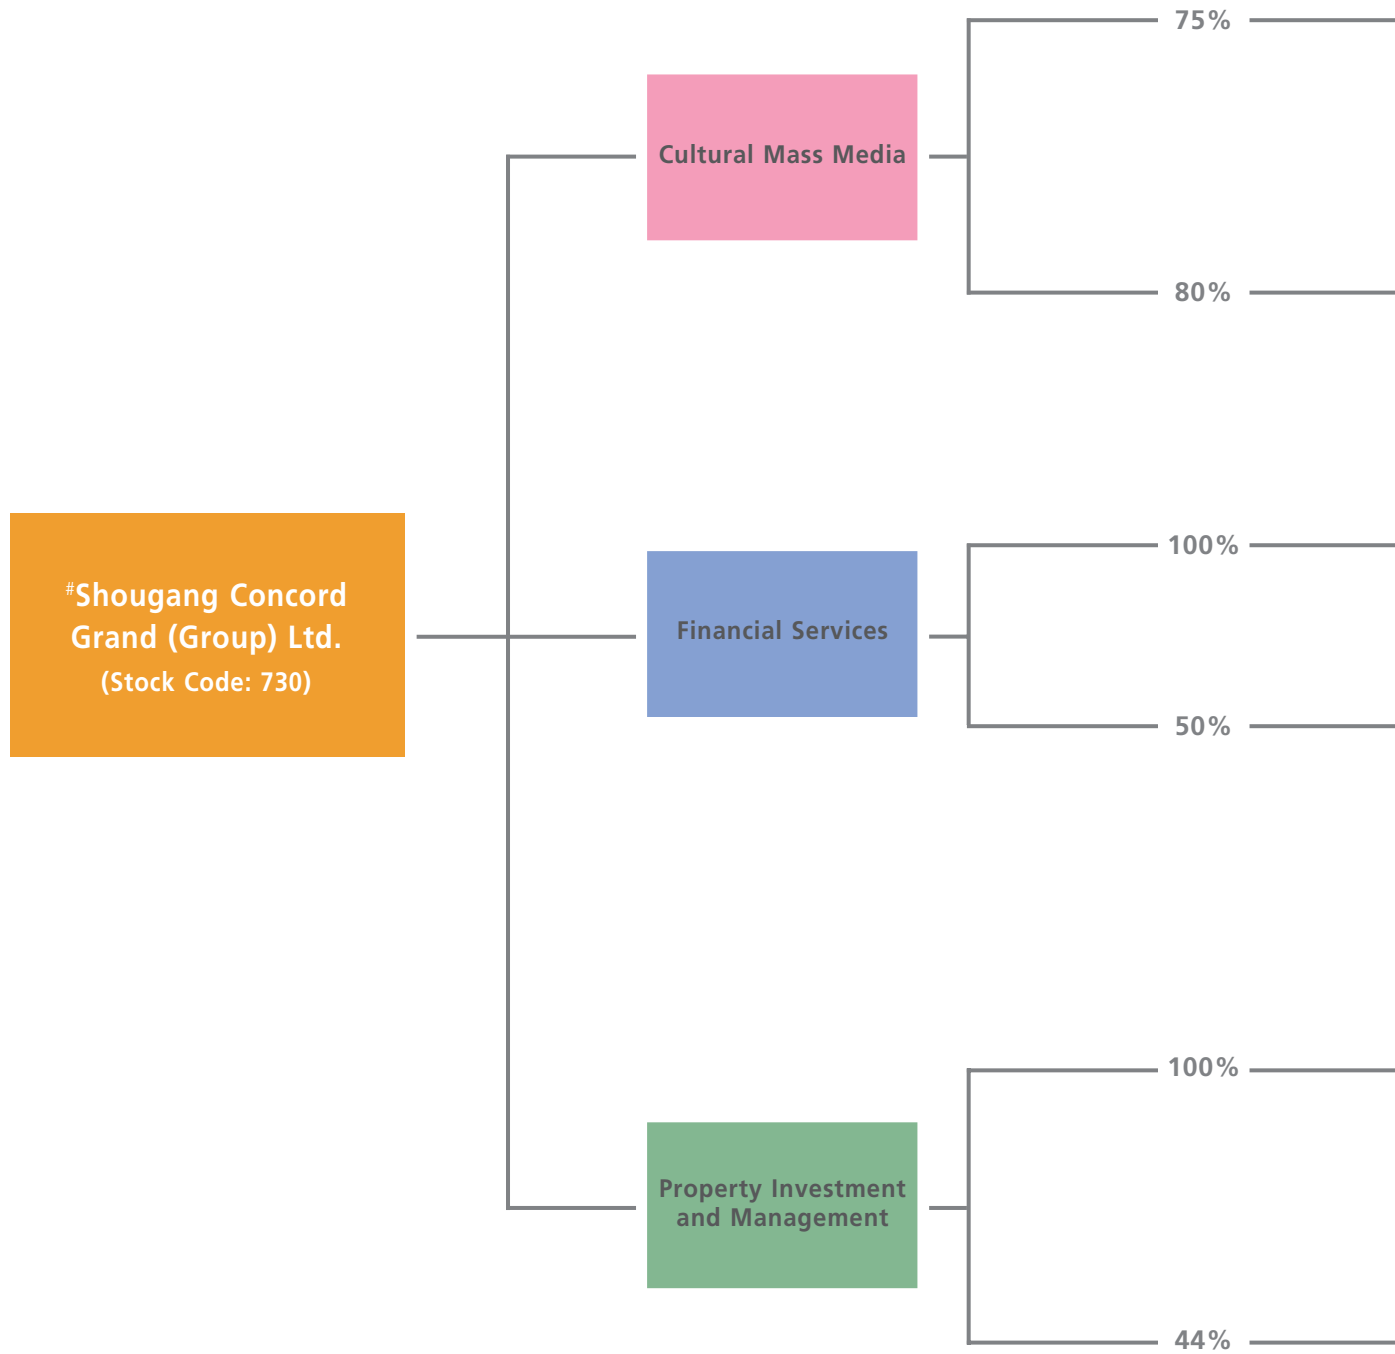 75%
Cultural Mass Media
80%
#Shougang Concord
Grand (Group) Ltd.
(Stock Code: 730)
100%
Financial Services
50%
100%
Property Investment
and Management
44%